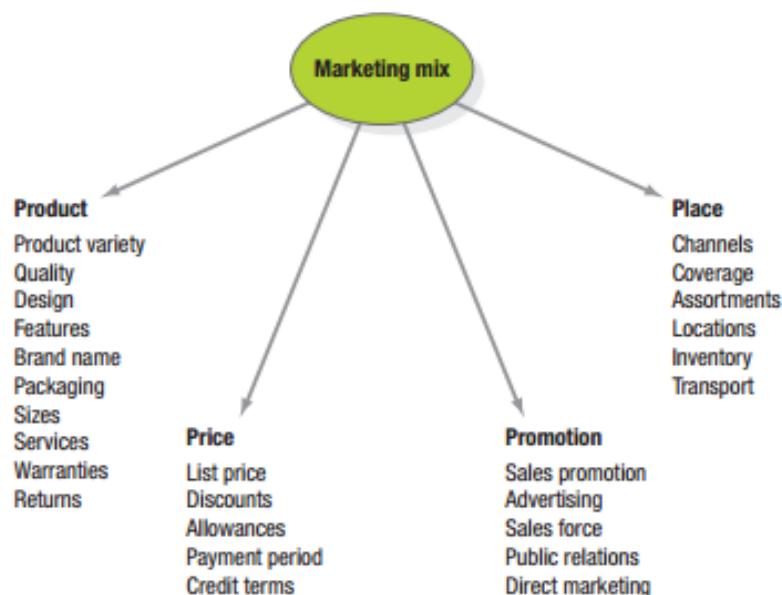 Marketing mix
Product
Product variety
Quality
Design
Features
Brand name
Packaging
Sizes
Services
Warranties
Returns
Price
List price
Discounts
Allowances
Payment period
Credit terms
Promotion
Sales promotion
Advertising
Sales force
Public relations
Direct marketing
Place
Channels
Coverage
Assortments
Locations
Inventory
Transport